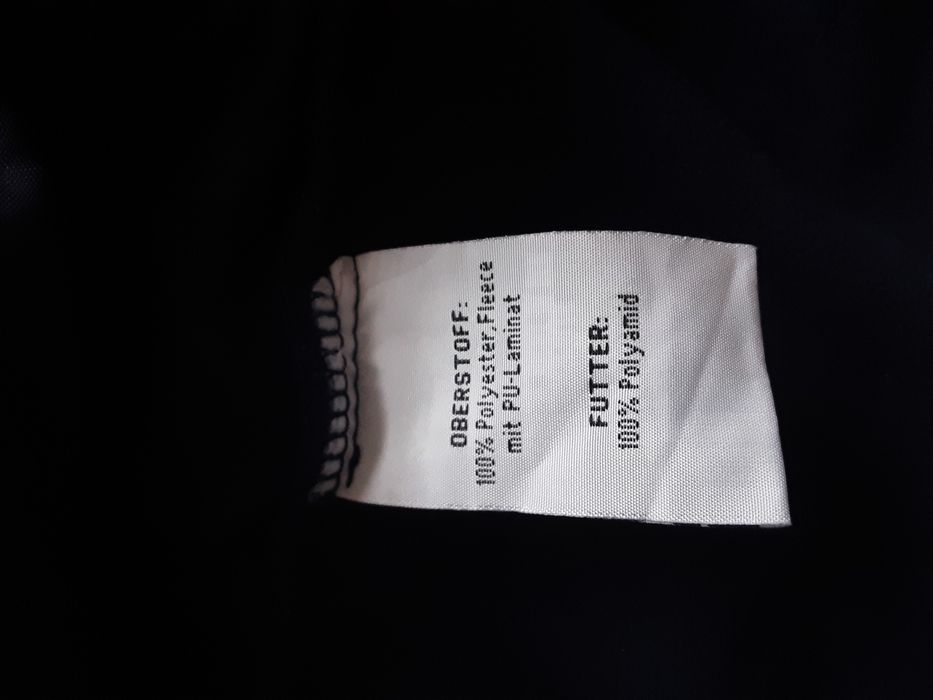 OBERSTOFF:
100% Polyester,Fleece
mit PU-Laminat
FUTTER:
100% Polyamid